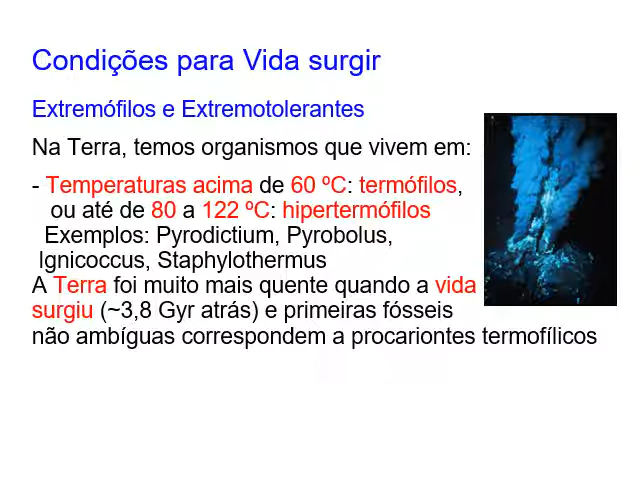 Condições para Vida surgir
Extremófilos e Extremotolerantes
Na Terra, temos organismos que vivem em:
- Temperaturas acima de 60 ºC: termófilos,
ou até de 80 a 122 ºC: hipertermófilos
Exemplos: Pyrodictium, Pyrobolus,
Ignicoccus, Staphylothermus
A Terra foi muito mais quente quando a vida
surgiu (~3,8 Gyr atrás) e primeiras fósseis
não ambíguas correspondem a procariontes termofílicos